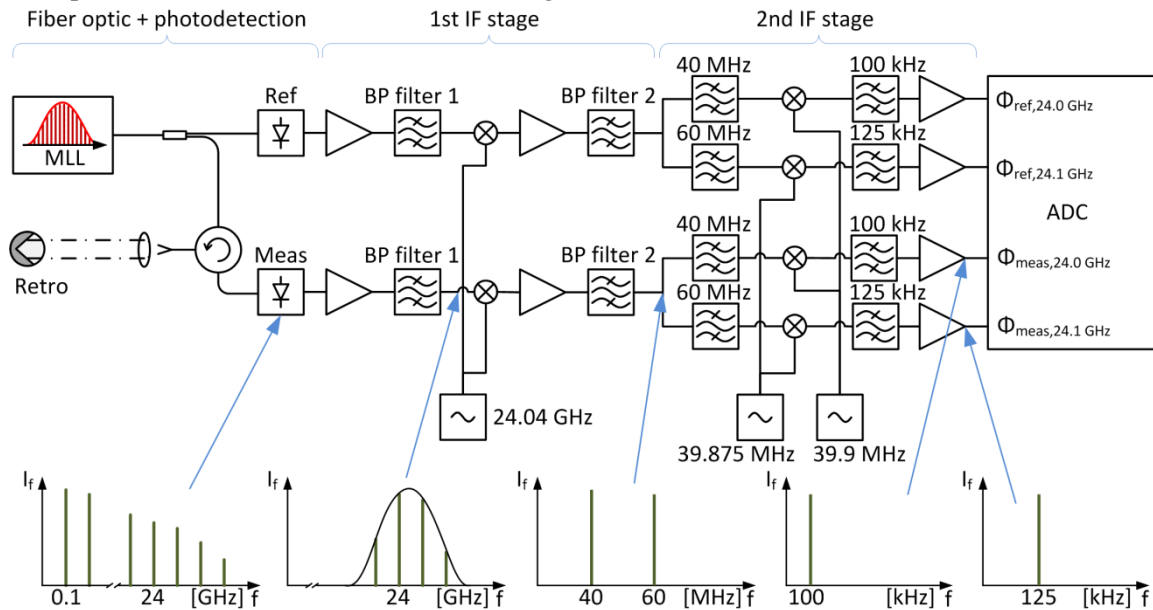 Fiber optic + photodetection 1st IF stage 2nd IF stage
40 MHz 100 kHz
Ref BP filter 1 BP filter 2 Φref,24.0 GHz
MLL 60 MHz 125 kHz
Φref,24.1 GHz
ADC
40 MHz 100 kHz
Meas BP filter 1 BP filter 2 Φmeas,24.0 GHz
Retro 60 MHz 125 kHz
Φmeas,24.1 GHz
24.04 GHz
39.875 MHz 39.9 MHz
If If If If If
0.1 24 [GHz] f 24 [GHz] f 40 60 [MHz] f 100 [kHz] f 125 [kHz] f